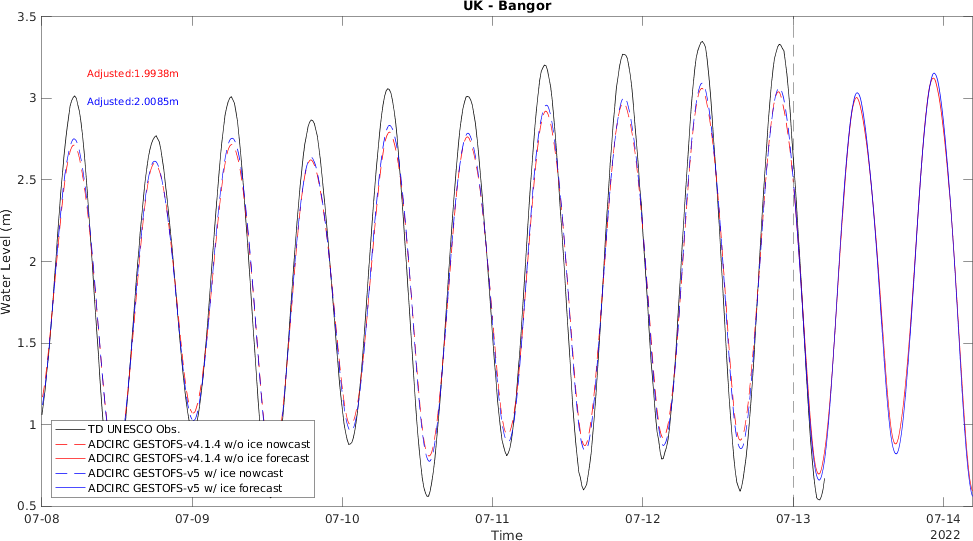 UK - Bangor
3.5
3
2.5
2
1.5
1
0.5
Water Level (m)
Adjusted:1.9938m
Adjusted:2.0085m
TD UNESCO Obs.
ADCIRC GESTOFS-v4.1.4 w/o ice nowcast
ADCIRC GESTOFS-v4.1.4 w/o ice forecast
ADCIRC GESTOFS-v5 w/ ice nowcast
ADCIRC GESTOFS-v5 w/ ice forecast
07-08 07-09 07-10 07-11 07-12 07-13 07-14
Time
2022